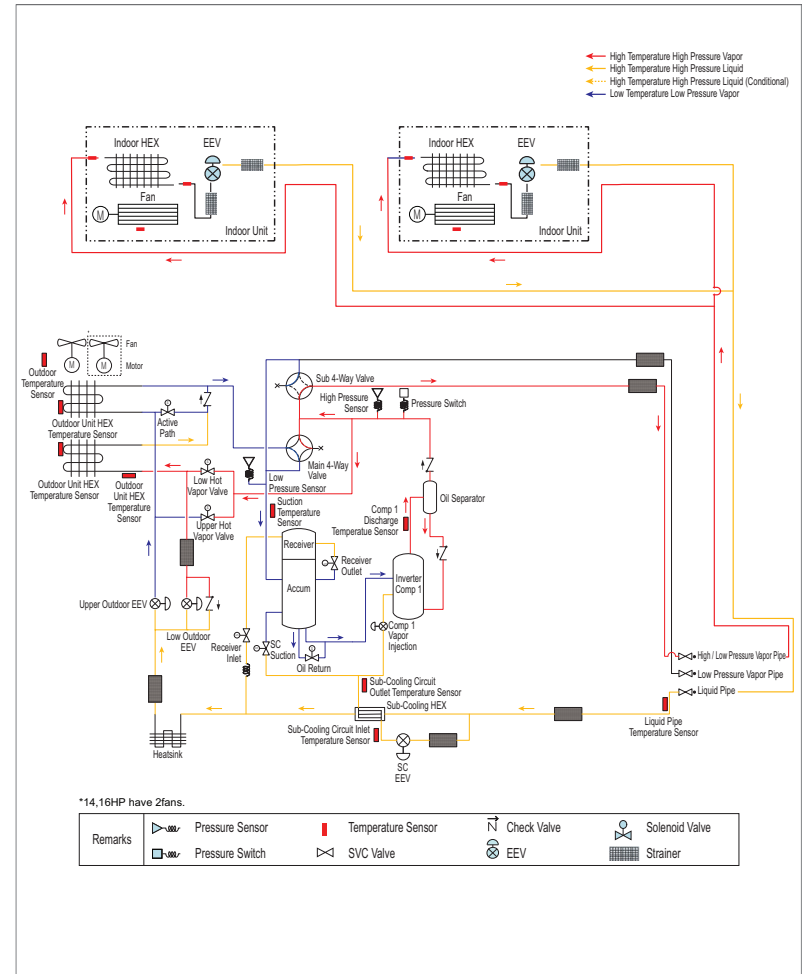 High Temperature High Pressure Vapor
High Temperature High Pressure Liquid
High Temperature High Pressure Liquid (Conditional)
Low Temperature Low Pressure Vapor
Indoor HEX
EEV
Fan
M
Indoor Unit
Indoor HEX
EEV
Fan
M
Indoor Unit
*
Fan
M
M
Motor
Outdoor
Temperature
Sensor
Outdoor Unit HEX
Temperature Sensor
Active
Path
Outdoor Unit HEX
Temperature Sensor
Outdoor
Unit HEX
Temperature
Sensor
Low Hot
Vapor Valve
Upper Hot
Vapor Valve
Sub 4-Way Valve
High Pressure
Sensor
Pressure Switch
Main 4-Way
Valve
Low
Pressure Sensor
Suction
Temperature
Sensor
Comp 1
Discharge
Temperatue Sensor
Oil Separator
Receiver
Receiver
Outlet
Accum
Inverter
Comp 1
Upper Outdoor EEV
Low Outdoor
EEV
Receiver
Inlet
SC
Suction
Oil Return
Comp 1
Vapor
Injection
Sub-Cooling Circuit
Outlet Temperature Sensor
Sub-Cooling HEX
Sub-Cooling Circuit Inlet
Temperature Sensor
SC
EEV
Heatsink
High / Low Pressure Vapor Pipe
Low Pressure Vapor Pipe
Liquid Pipe
Liquid Pipe
Temperature Sensor
*14,16HP have 2fans.
Remarks
Pressure Sensor
Temperature Sensor
Check Valve
Solenoid Valve
Pressure Switch
SVC Valve
EEV
Strainer